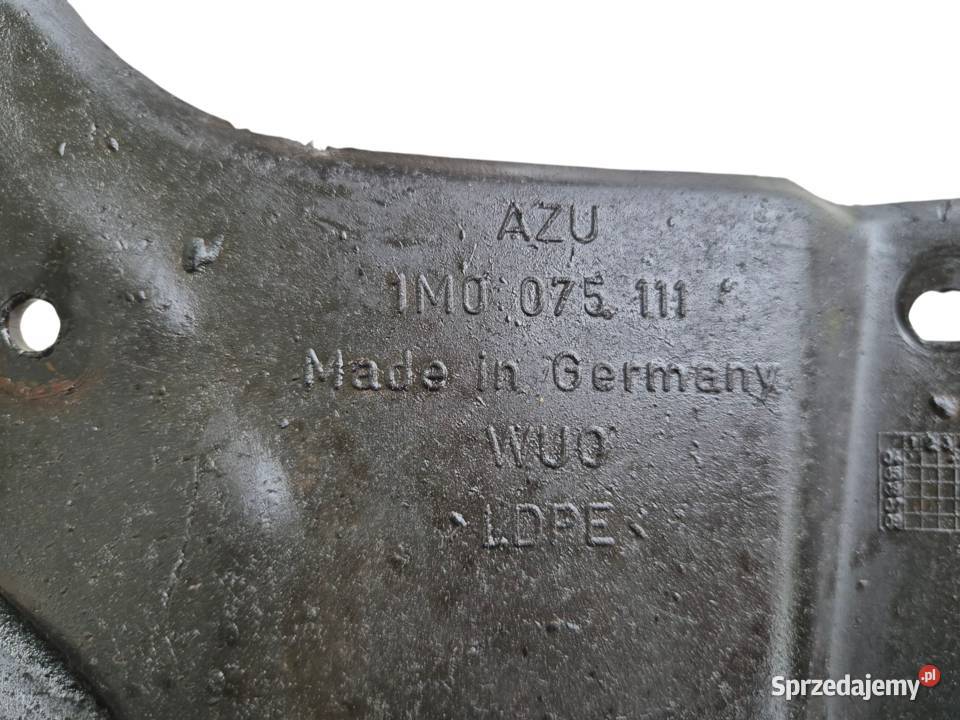 AZU
1M0 075 111
Made in Germany
WUO
>LDPE<
Sprzedajemy.pl